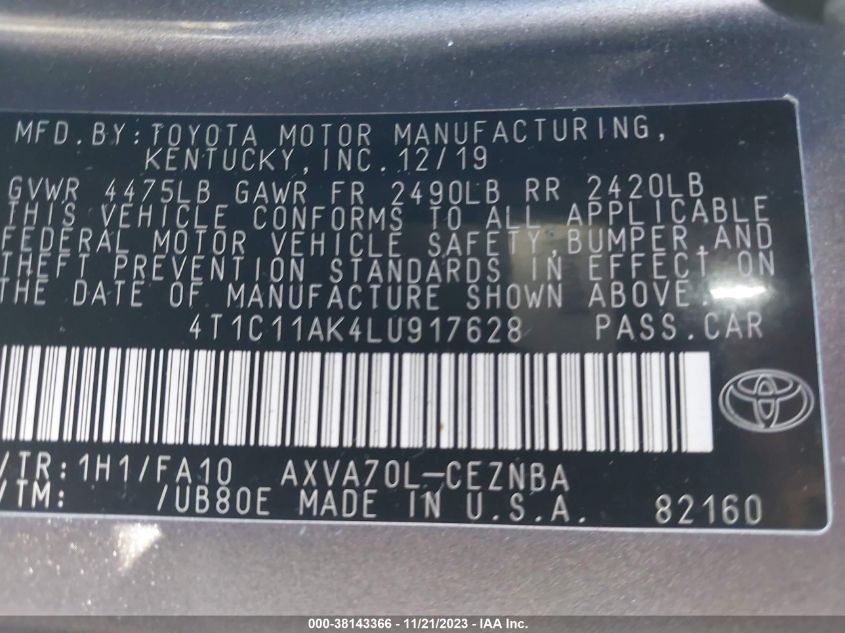 MFD.BY:TOYOTA MOTOR MANUFACTURING,
KENTUCKY,INC.12/19
GVWR 4475LB GAWR FR 2490LB RR 2420LB
THIS VEHICLE CONFORMS TO ALL APPLICABLE
FEDERAL MOTOR VEHICLE SAFETY,BUMPER,AND
THEFT PREVENTION STANDARDS IN EFFECT ON
THE DATE OF MANUFACTURE SHOWN ABOVE.
4T1C11AK4LU917628 PASS.CAR
/TR:1H1/FA10 AXVA70L-CEZNBA
/TM: /UB80E MADE IN U.S.A. 82160
000-38143366 - 11/21/2023 - IAA Inc.